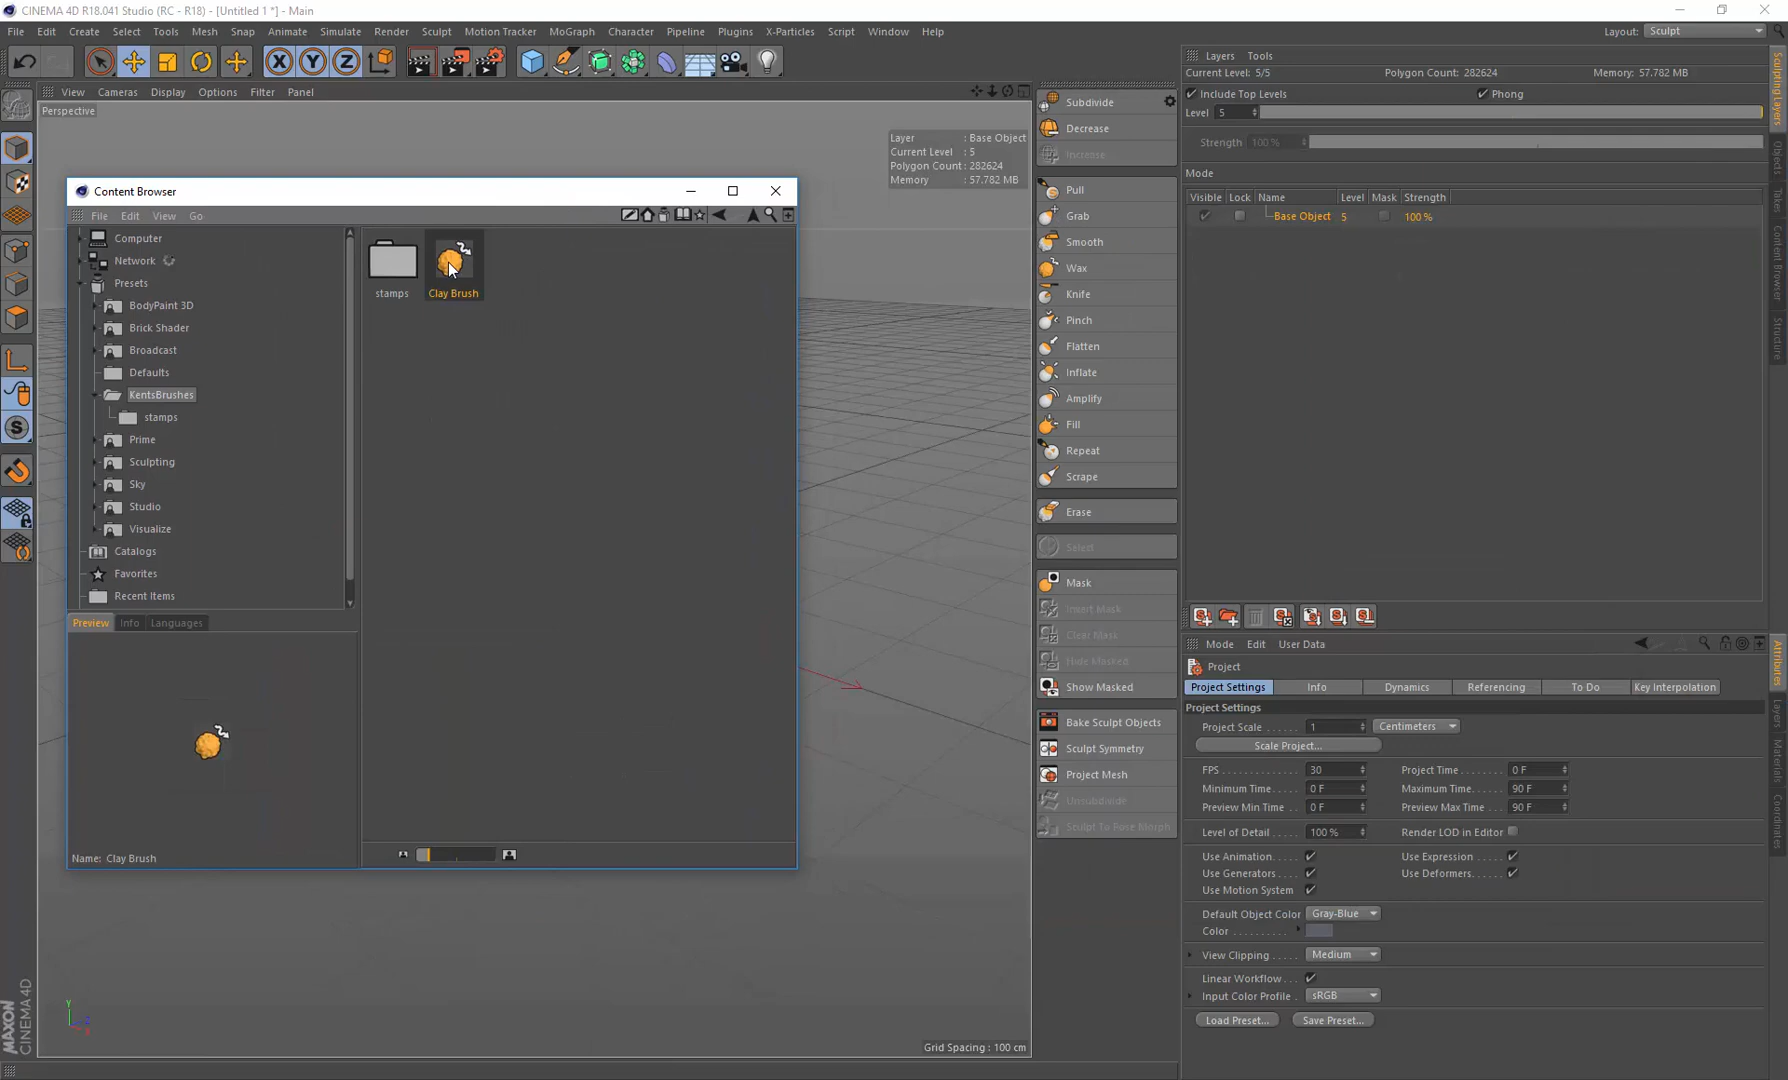 CINEMA 4D R18.041 Studio (RC - R18) - [Untitled 1 *] - Main
File Edit Create Select Tools Mesh Snap Animate Simulate Render Sculpt Motion Tracker MoGraph Character Pipeline Plugins X-Particles Script Window Help
Layout: Sculpt
View Cameras Display Options Filter Panel
Perspective
Layer : Base Object
Current Level : 5
Polygon Count : 282624
Memory : 57.782 MB
Content Browser
File Edit View Go
Computer
Network
Presets
BodyPaint 3D
Brick Shader
Broadcast
Defaults
KentsBrushes
stamps
Prime
Sculpting
Sky
Studio
Visualize
Catalogs
Favorites
Recent Items
stamps
Clay Brush
Preview Info Languages
Name: Clay Brush
Y
Z
X
Grid Spacing : 100 cm
MAXON
CINEMA 4D
Subdivide
Decrease
Increase
Pull
Grab
Smooth
Wax
Knife
Pinch
Flatten
Inflate
Amplify
Fill
Repeat
Scrape
Erase
Select
Mask
Invert Mask
Clear Mask
Hide Masked
Show Masked
Bake Sculpt Objects
Sculpt Symmetry
Project Mesh
Unsubdivide
Sculpt To Pose Morph
Layers Tools
Current Level: 5/5 Polygon Count: 282624 Memory: 57.782 MB
Include Top Levels Phong
Level 5
Strength 100 %
Mode
Visible Lock Name Level Mask Strength
Base Object 5 100 %
Mode Edit User Data
Project
Project Settings Info Dynamics Referencing To Do Key Interpolation
Project Settings
Project Scale . . . . . . 1 Centimeters
Scale Project...
FPS . . . . . . . . . . . . . 30 Project Time . . . . . . . 0 F
Minimum Time. . . . . 0 F Maximum Time. . . . . 90 F
Preview Min Time . . . 0 F Preview Max Time . . . 90 F
Level of Detail . . . . . 100 % Render LOD in Editor
Use Animation. . . . . Use Expression . . . . .
Use Generators. . . . . Use Deformers. . . . . .
Use Motion System
Default Object Color Gray-Blue
Color . . . . . . . . . .
View Clipping . . . . . Medium
Linear Workflow . . .
Input Color Profile . sRGB
Load Preset... Save Preset...
Sculpting Layers
Objects
Takes
Content Browser
Structure
Attributes
Layers
Materials
Coordinates